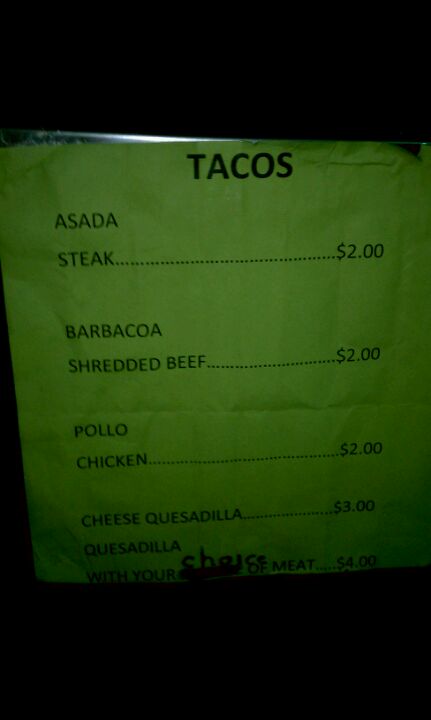 TACOS
ASADA
STEAK.......................................$2.00
BARBACOA
SHREDDED BEEF......................$2.00
POLLO
CHICKEN.................................$2.00
CHEESE QUESADILLA...............$3.00
QUESADILLA
WITH YOUR choice OF MEAT.....$4.00